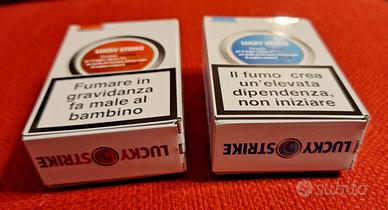 LUCKY STRIKE
Fumare in
gravidanza
fa male al
bambino
LUCKY STRIKE
LUCKY STRIKE
Il fumo crea
un'elevata
dipendenza,
non iniziare
LUCKY STRIKE
subito